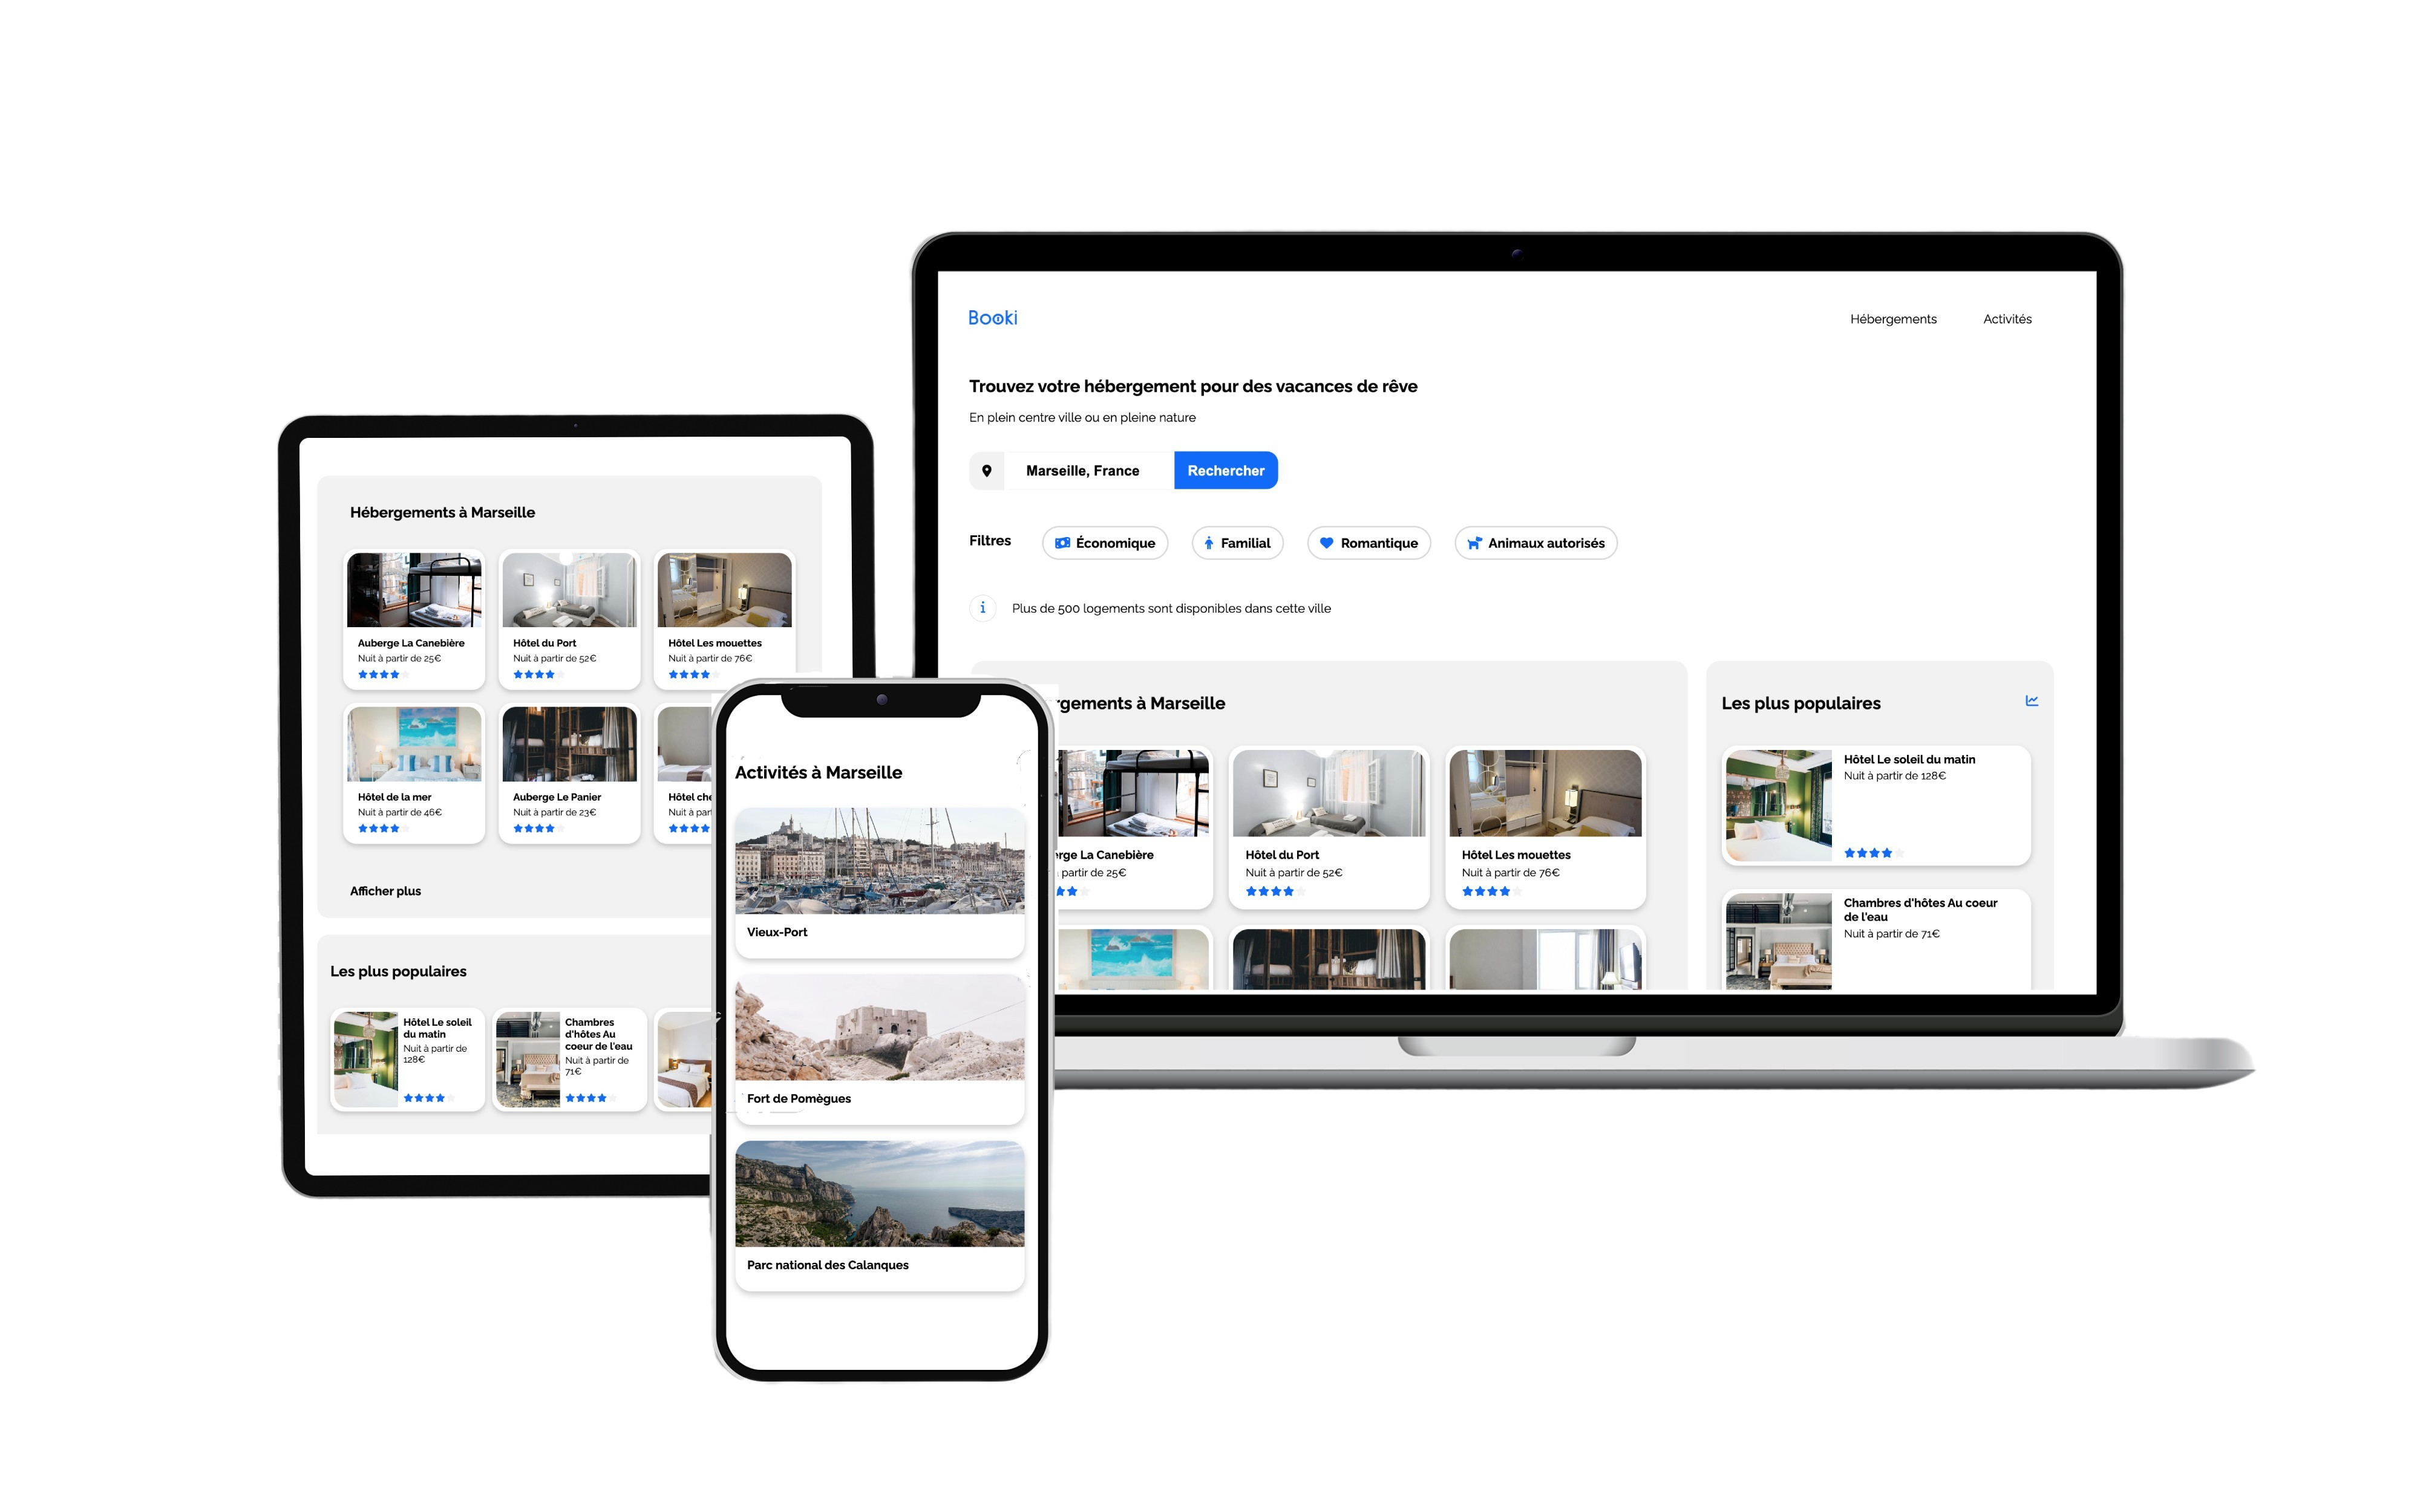 Booki
Hébergements
Activités
Trouvez votre hébergement pour des vacances de rêve
En plein centre ville ou en pleine nature
Marseille, France
Rechercher
Filtres
Économique
Familial
Romantique
Animaux autorisés
i
Plus de 500 logements sont disponibles dans cette ville
gements à Marseille
rge La Canebière
partir de 25€
Hôtel du Port
Nuit à partir de 52€
Hôtel Les mouettes
Nuit à partir de 76€
Les plus populaires
Hôtel Le soleil du matin
Nuit à partir de 128€
Chambres d'hôtes Au coeur
de l'eau
Nuit à partir de 71€
Hébergements à Marseille
Auberge La Canebière
Nuit à partir de 25€
Hôtel du Port
Nuit à partir de 52€
Hôtel Les mouettes
Nuit à partir de 76€
Hôtel de la mer
Nuit à partir de 46€
Auberge Le Panier
Nuit à partir de 23€
Hôtel che
Nuit à par
Afficher plus
Les plus populaires
Hôtel Le soleil
du matin
Nuit à partir de
128€
Chambres
d'hôtes Au
coeur de l'eau
Nuit à partir de
71€
Activités à Marseille
Vieux-Port
Fort de Pomègues
Parc national des Calanques